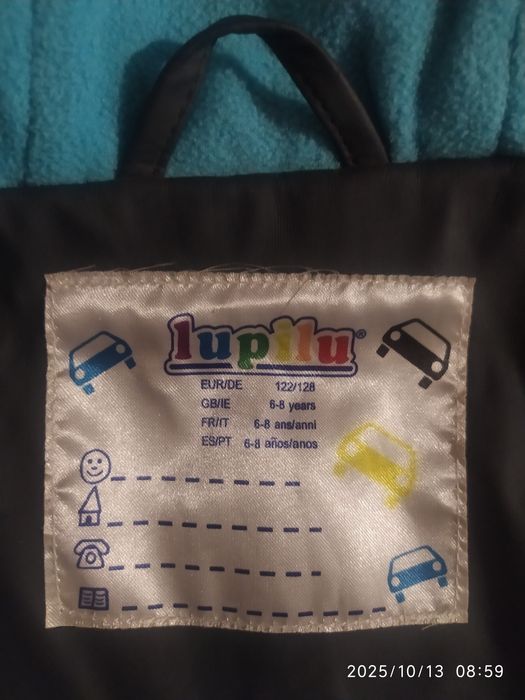 lupilu®
EUR/DE 122/128
GB/IE 6-8 years
FR/IT 6-8 ans/anni
ES/PT 6-8 años/anos
2025/10/13 08:59